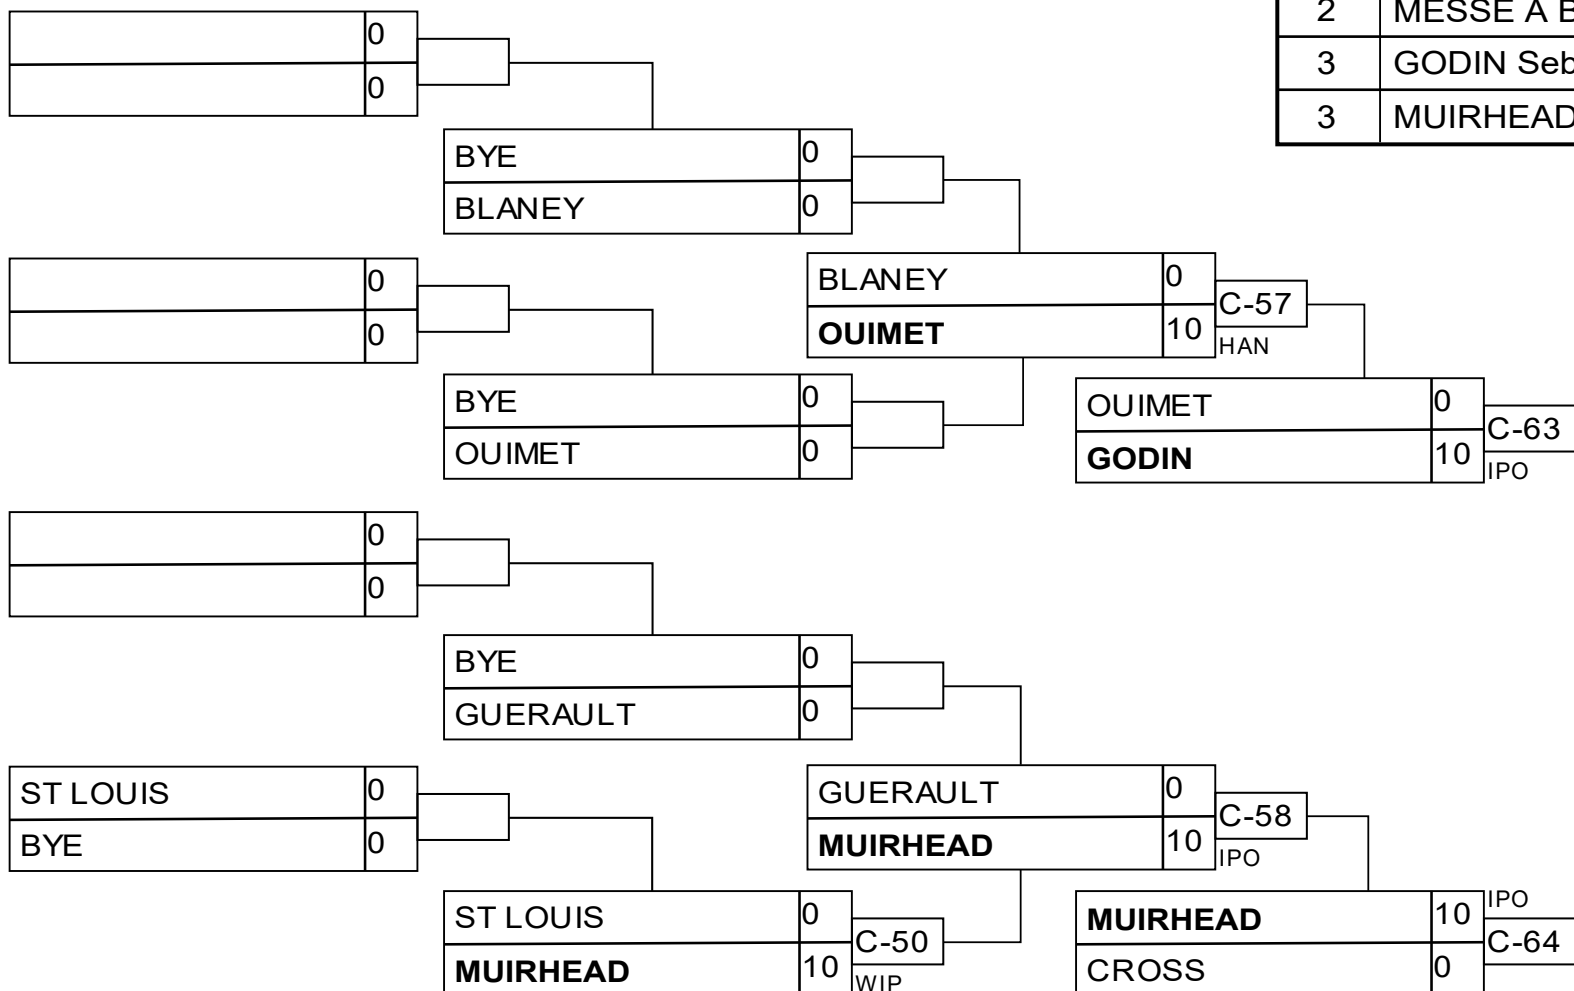 0
0
2 MESSE A B
3 GODIN Seb
3 MUIRHEAD
BYE 0
BLANEY 0
0
0
BLANEY 0
OUIMET 10
C-57
HAN
BYE 0
OUIMET 0
OUIMET 0
GODIN 10
C-63
IPO
0
0
BYE 0
GUERAULT 0
ST LOUIS 0
BYE 0
GUERAULT 0
MUIRHEAD 10
C-58
IPO
ST LOUIS 0
MUIRHEAD 10
C-50
WIP
MUIRHEAD 10
CROSS 0
IPO
C-64